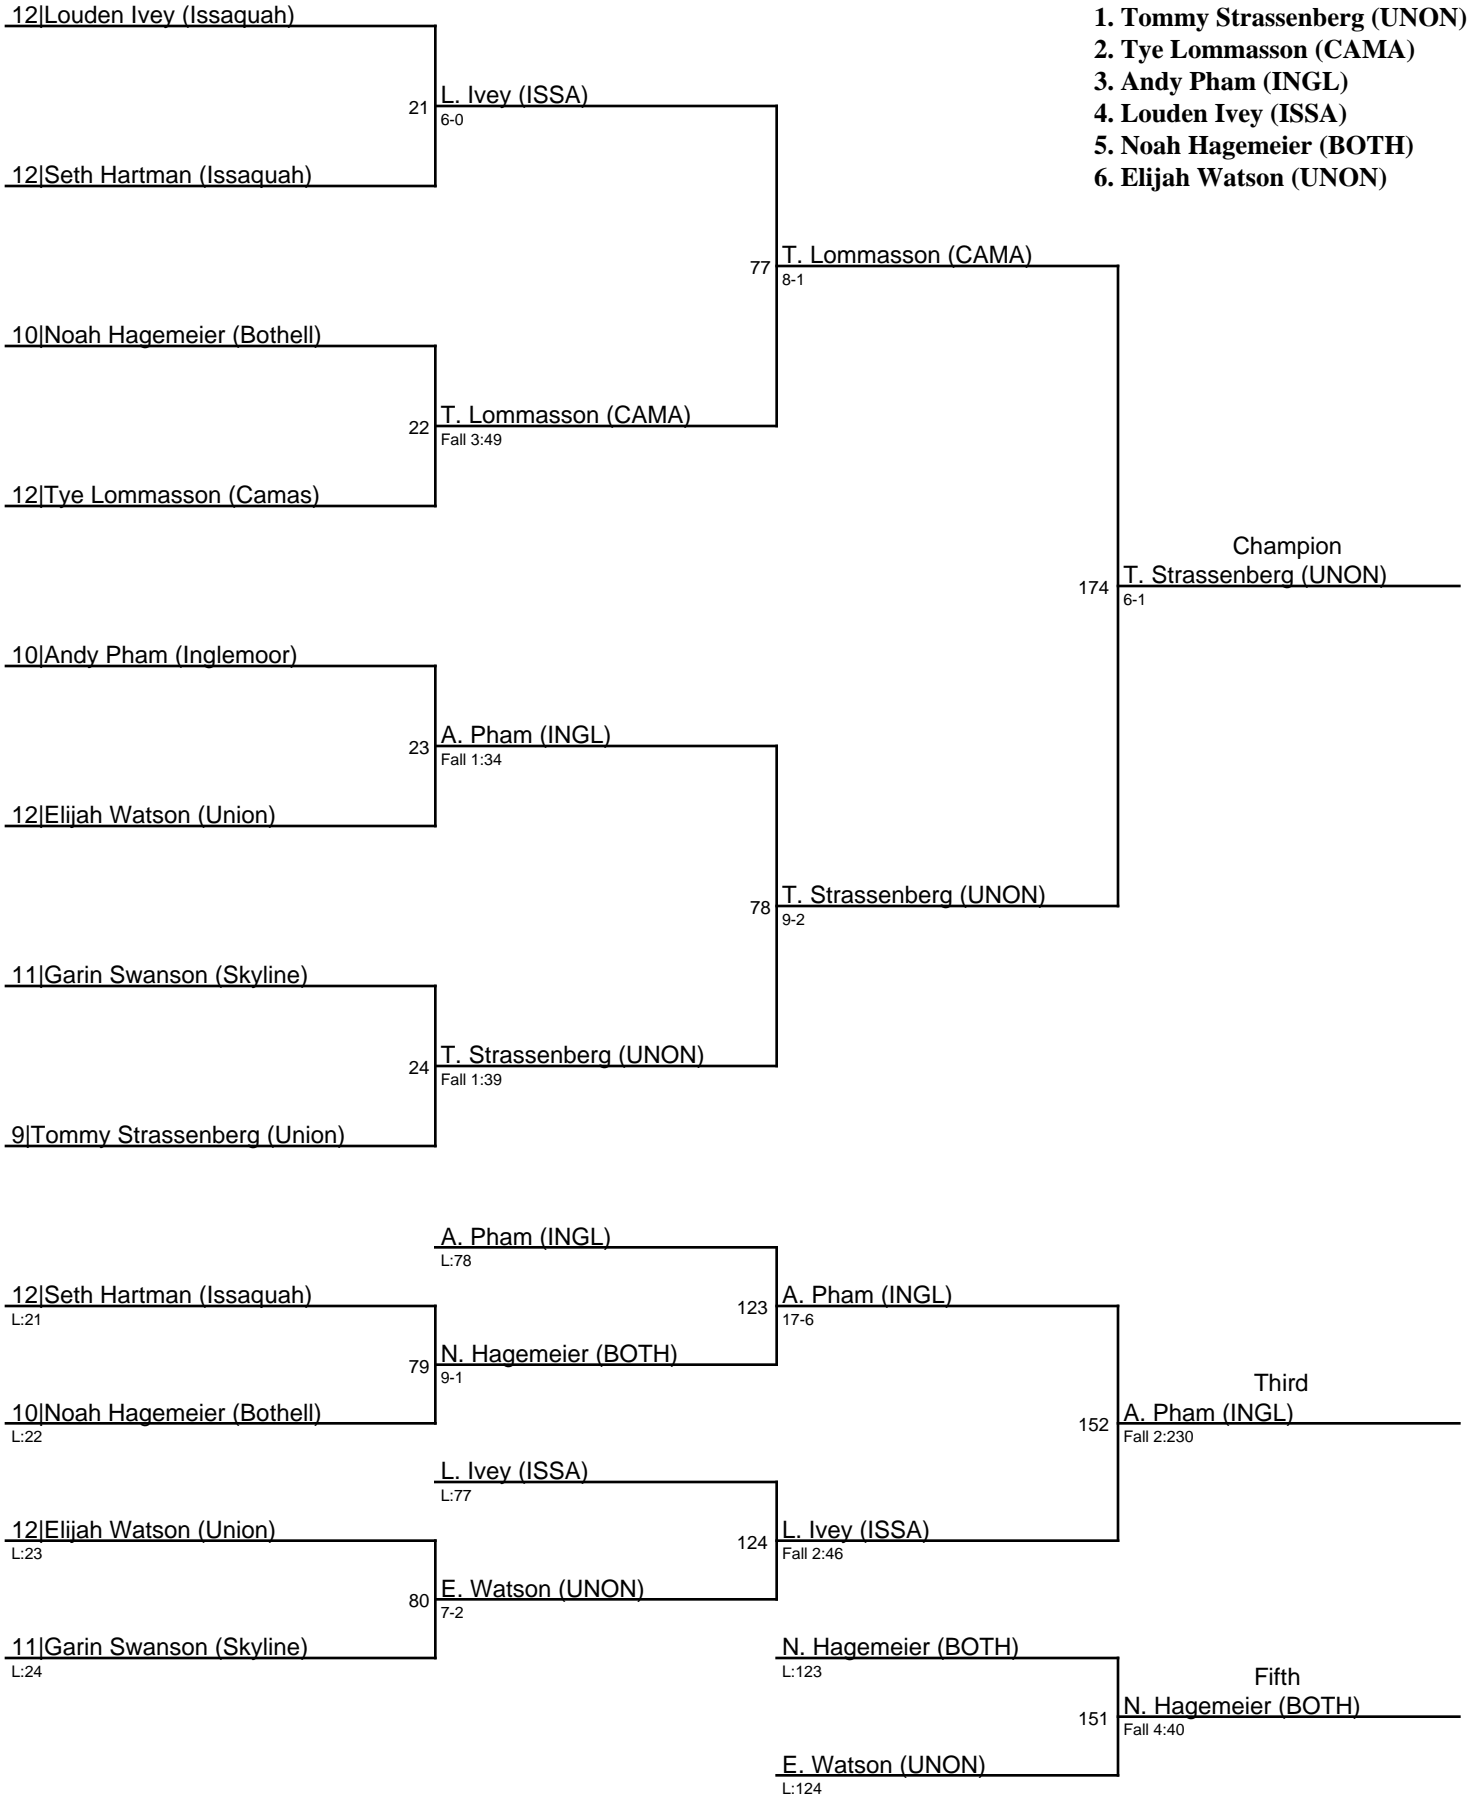 12|Louden Ivey (Issaquah)
1. Tommy Strassenberg (UNON)
2. Tye Lommasson (CAMA)
3. Andy Pham (INGL)
4. Louden Ivey (ISSA)
5. Noah Hagemeier (BOTH)
6. Elijah Watson (UNON)
21
L. Ivey (ISSA)
6-0
12|Seth Hartman (Issaquah)
77
T. Lommasson (CAMA)
8-1
10|Noah Hagemeier (Bothell)
22
T. Lommasson (CAMA)
Fall 3:49
12|Tye Lommasson (Camas)
Champion
174
T. Strassenberg (UNON)
6-1
10|Andy Pham (Inglemoor)
23
A. Pham (INGL)
Fall 1:34
12|Elijah Watson (Union)
78
T. Strassenberg (UNON)
9-2
11|Garin Swanson (Skyline)
24
T. Strassenberg (UNON)
Fall 1:39
9|Tommy Strassenberg (Union)
A. Pham (INGL)
L:78
12|Seth Hartman (Issaquah)
L:21
123
A. Pham (INGL)
17-6
79
N. Hagemeier (BOTH)
9-1
10|Noah Hagemeier (Bothell)
L:22
Third
152
A. Pham (INGL)
Fall 2:230
L. Ivey (ISSA)
L:77
12|Elijah Watson (Union)
L:23
124
L. Ivey (ISSA)
Fall 2:46
80
E. Watson (UNON)
7-2
11|Garin Swanson (Skyline)
L:24
N. Hagemeier (BOTH)
L:123
Fifth
151
N. Hagemeier (BOTH)
Fall 4:40
E. Watson (UNON)
L:124